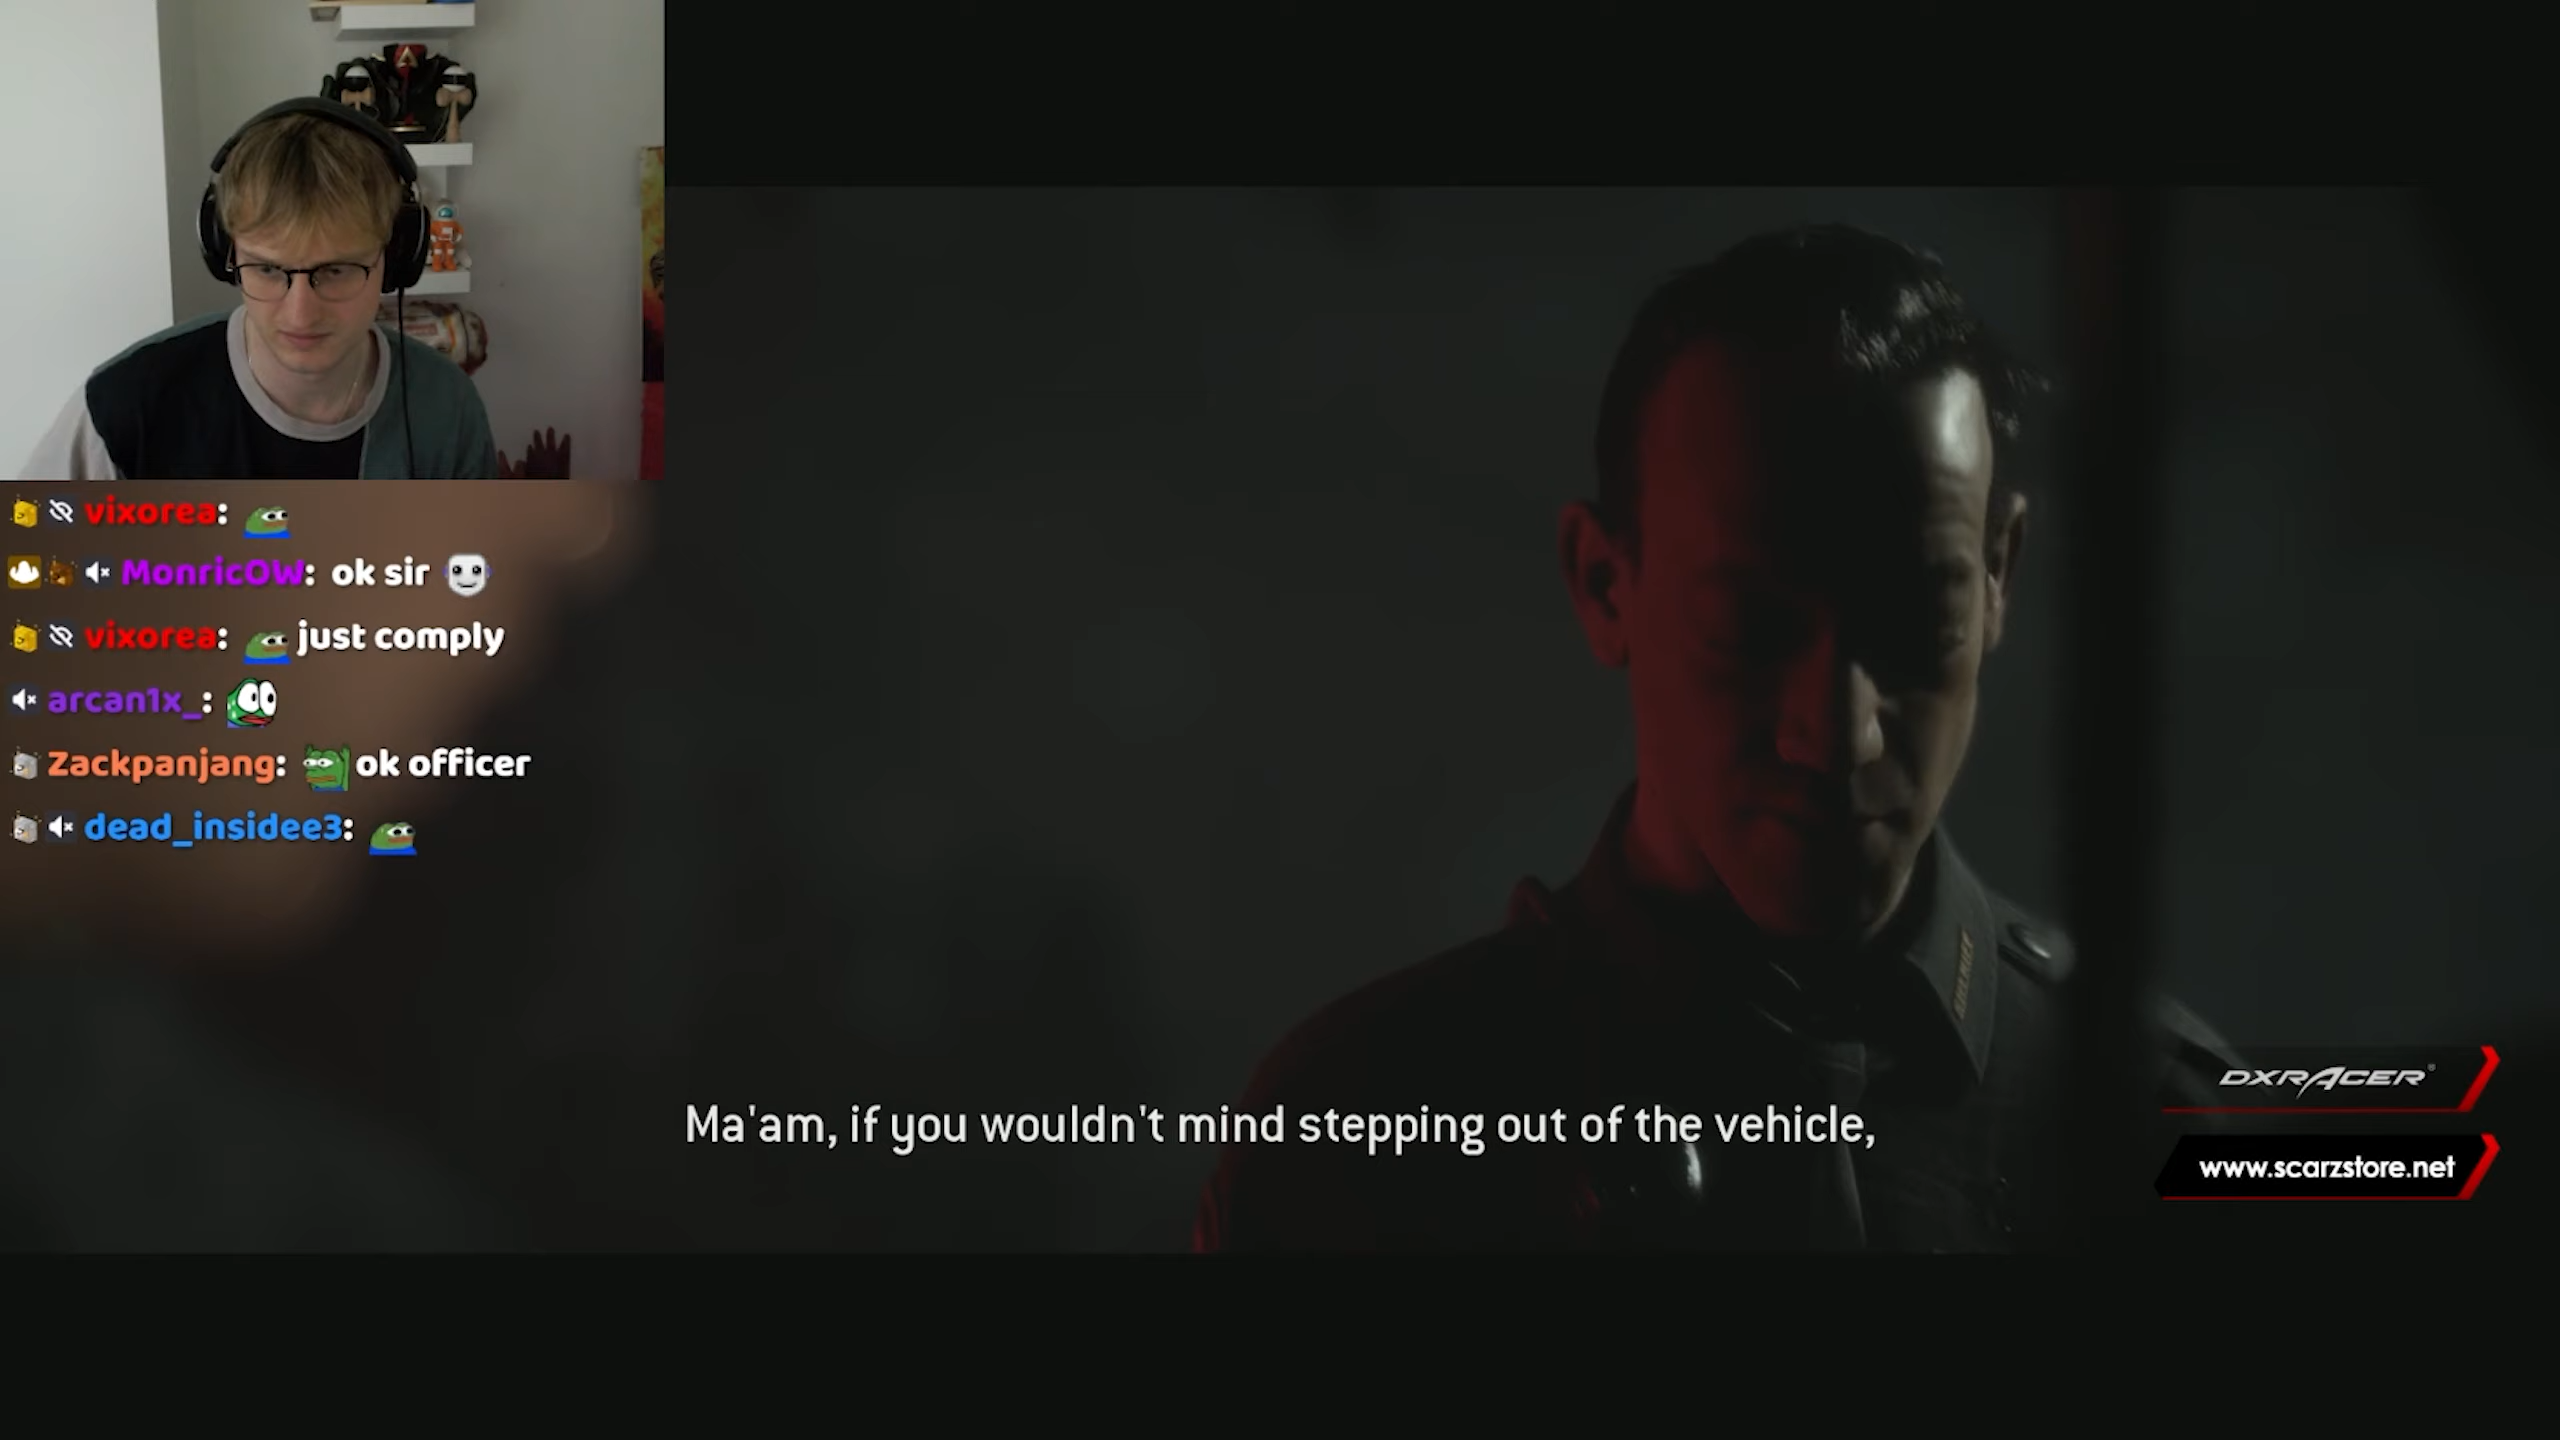 vixorea:
MonricOW: ok sir
vixorea: just comply
arcan1x_:
Zackpanjang: ok officer
dead_insidee3:
SHERIFF
Ma'am, if you wouldn't mind stepping out of the vehicle,
DXRACER®
www.scarzstore.net